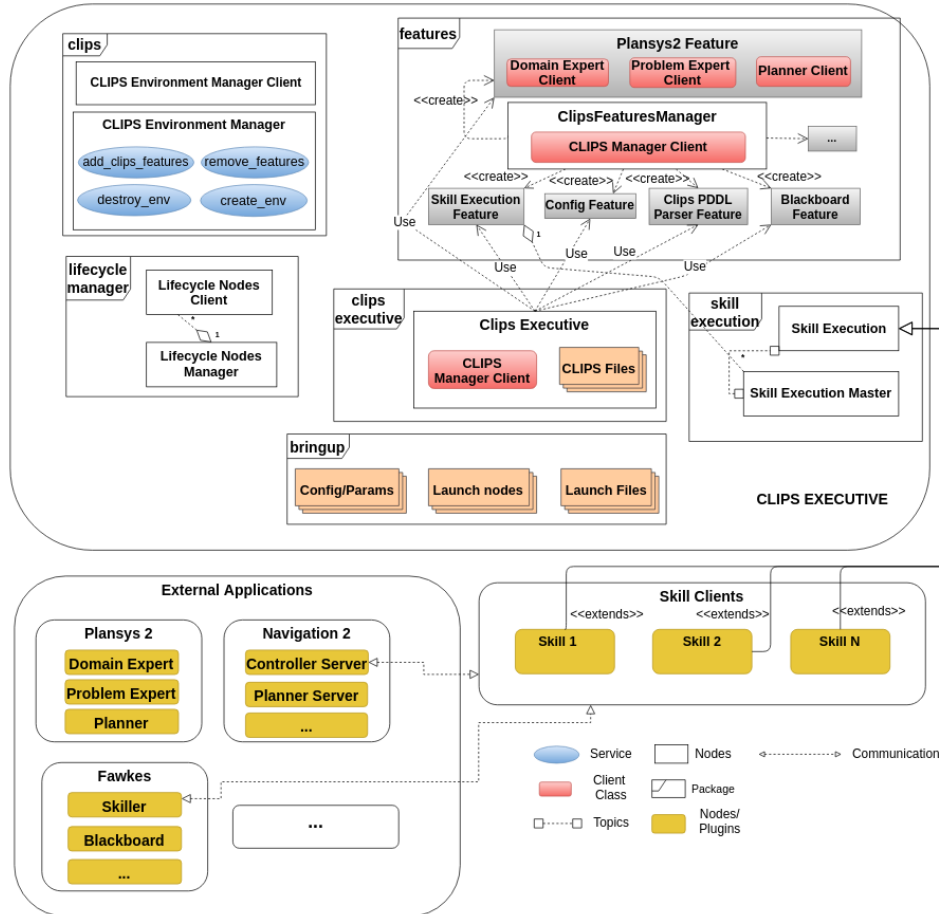 clips
CLIPS Environment Manager Client
CLIPS Environment Manager
add_clips_features
remove_features
destroy_env
create_env
features
Plansys2 Feature
Domain Expert
Client
Problem Expert
Client
Planner Client
<<create>>
ClipsFeaturesManager
CLIPS Manager Client
...
<<create>>
<<create>>
<<create>>
<<create>>
Skill Execution
Feature
Config Feature
Clips PDDL
Parser Feature
Blackboard
Feature
Use
1
Use
Use
Use
Use
lifecycle
manager
Lifecycle Nodes
Client
*
1
Lifecycle Nodes
Manager
clips
executive
Clips Executive
CLIPS
Manager Client
CLIPS Files
skill
execution
Skill Execution
*
Skill Execution Master
bringup
Config/Params
Launch nodes
Launch Files
CLIPS EXECUTIVE
External Applications
Plansys 2
Domain Expert
Problem Expert
Planner
Navigation 2
Controller Server
Planner Server
...
Fawkes
Skiller
Blackboard
...
...
Skill Clients
<<extends>>
<<extends>>
<<extends>>
Skill 1
Skill 2
Skill N
Service
Nodes
Communication
Client
Class
Package
Topics
Nodes/
Plugins